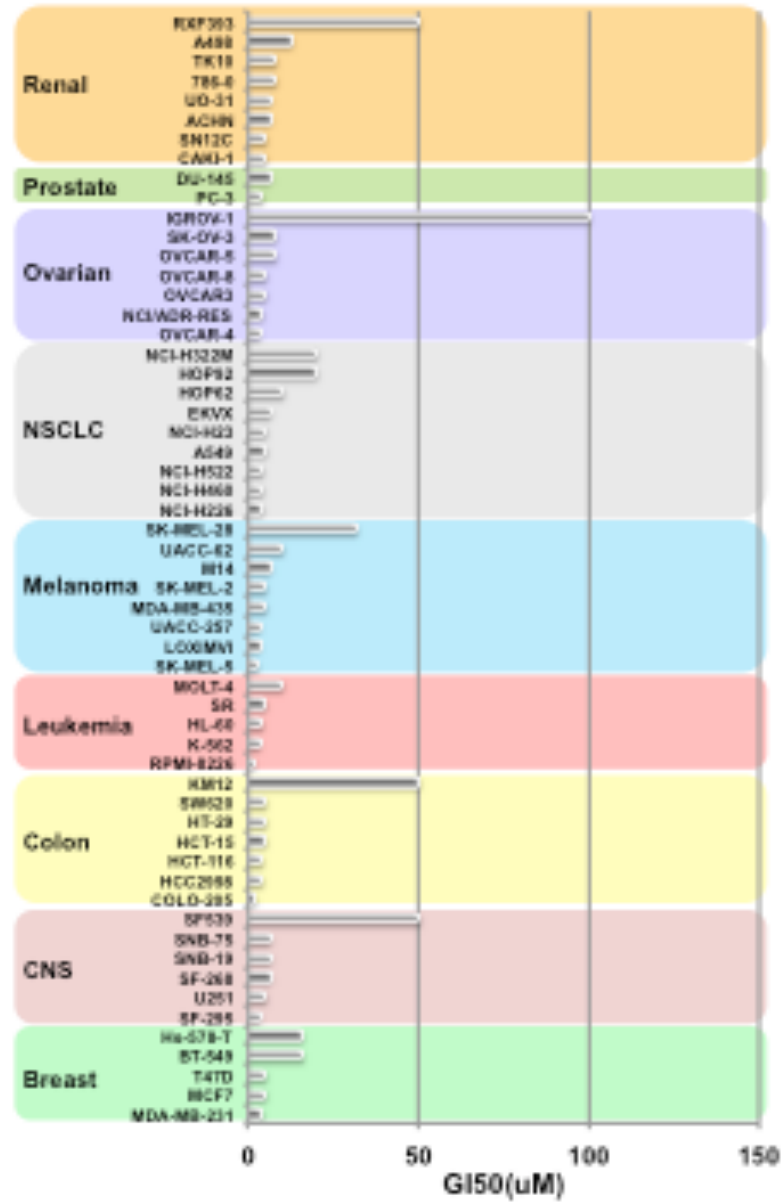 Renal
RXF393
A498
TK10
786-0
UO-31
ACHN
SN12C
CAKI-1
Prostate
DU-145
PC-3
Ovarian
IGROV-1
SK-OV-3
OVCAR-5
OVCAR-8
OVCAR3
NCI/ADR-RES
OVCAR-4
NSCLC
NCI-H322M
HOP92
HOP62
EKVX
NCI-H23
A549
NCI-H522
NCI-H460
NCI-H226
Melanoma
SK-MEL-28
UACC-62
M14
SK-MEL-2
MDA-MB-435
UACC-257
LOXIMVI
SK-MEL-5
Leukemia
MOLT-4
SR
HL-60
K-562
RPMI-8226
Colon
KM12
SW620
HT-29
HCT-15
HCT-116
HCC2998
COLO-205
CNS
SF539
SNB-75
SNB-19
SF-268
U251
SF-295
Breast
Hs-578-T
BT-549
T47D
MCF7
MDA-MB-231
0 50 100 150
GI50(uM)